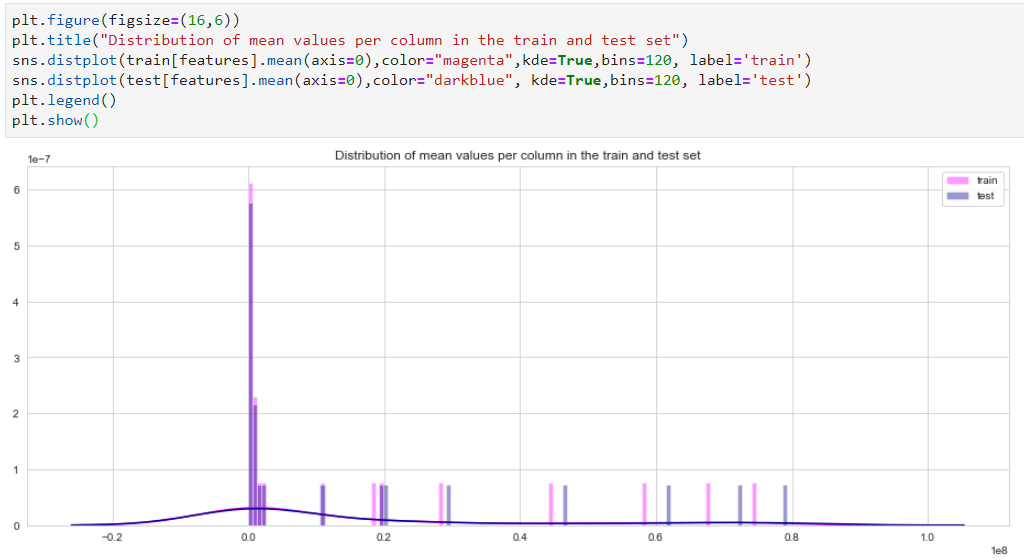 plt.figure(figsize=(16,6))
plt.title("Distribution of mean values per column in the train and test set")
sns.distplot(train[features].mean(axis=0),color="magenta",kde=True,bins=120, label='train')
sns.distplot(test[features].mean(axis=0),color="darkblue", kde=True,bins=120, label='test')
plt.legend()
plt.show()
Distribution of mean values per column in the train and test set
1e−7
train
test
6
5
4
3
2
1
0
−0.2 0.0 0.2 0.4 0.6 0.8 1.0
1e8